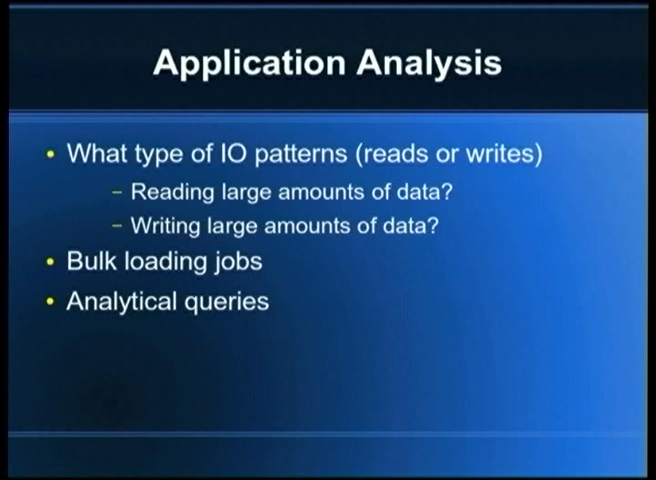 Application Analysis
• What type of IO patterns (reads or writes)
– Reading large amounts of data?
– Writing large amounts of data?
• Bulk loading jobs
• Analytical queries